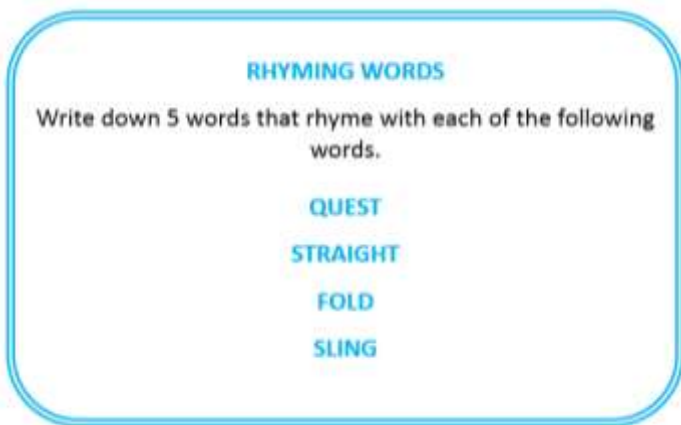 RHYMING WORDS
Write down 5 words that rhyme with each of the following
words.
QUEST
STRAIGHT
FOLD
SLING